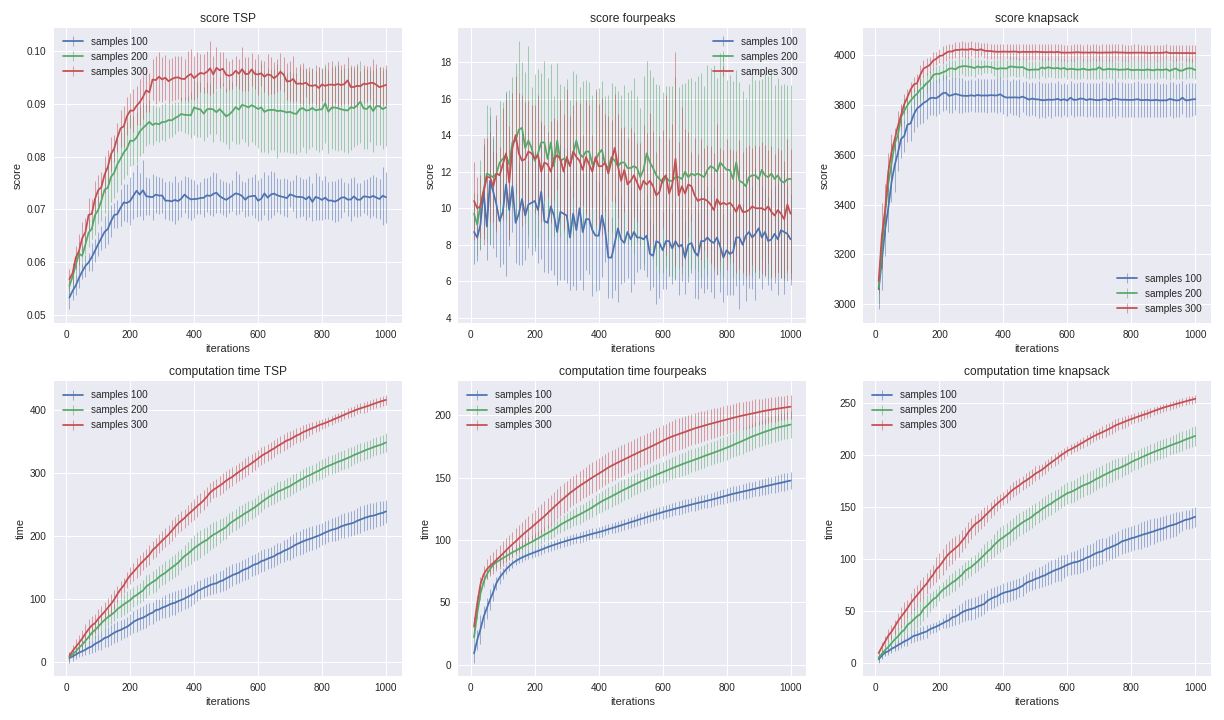 score TSP
samples 100
samples 200
samples 300
0.10
0.09
0.08
0.07
0.06
0.05
score
0 200 400 600 800 1000
iterations
score fourpeaks
samples 100
samples 200
samples 300
18
16
14
12
10
8
6
4
score
0 200 400 600 800 1000
iterations
score knapsack
4000
3800
3600
3400
3200
3000
score
samples 100
samples 200
samples 300
0 200 400 600 800 1000
iterations
computation time TSP
samples 100
samples 200
samples 300
400
300
200
100
0
time
0 200 400 600 800 1000
iterations
computation time fourpeaks
samples 100
samples 200
samples 300
200
150
100
50
0
time
0 200 400 600 800 1000
iterations
computation time knapsack
samples 100
samples 200
samples 300
250
200
150
100
50
0
time
0 200 400 600 800 1000
iterations